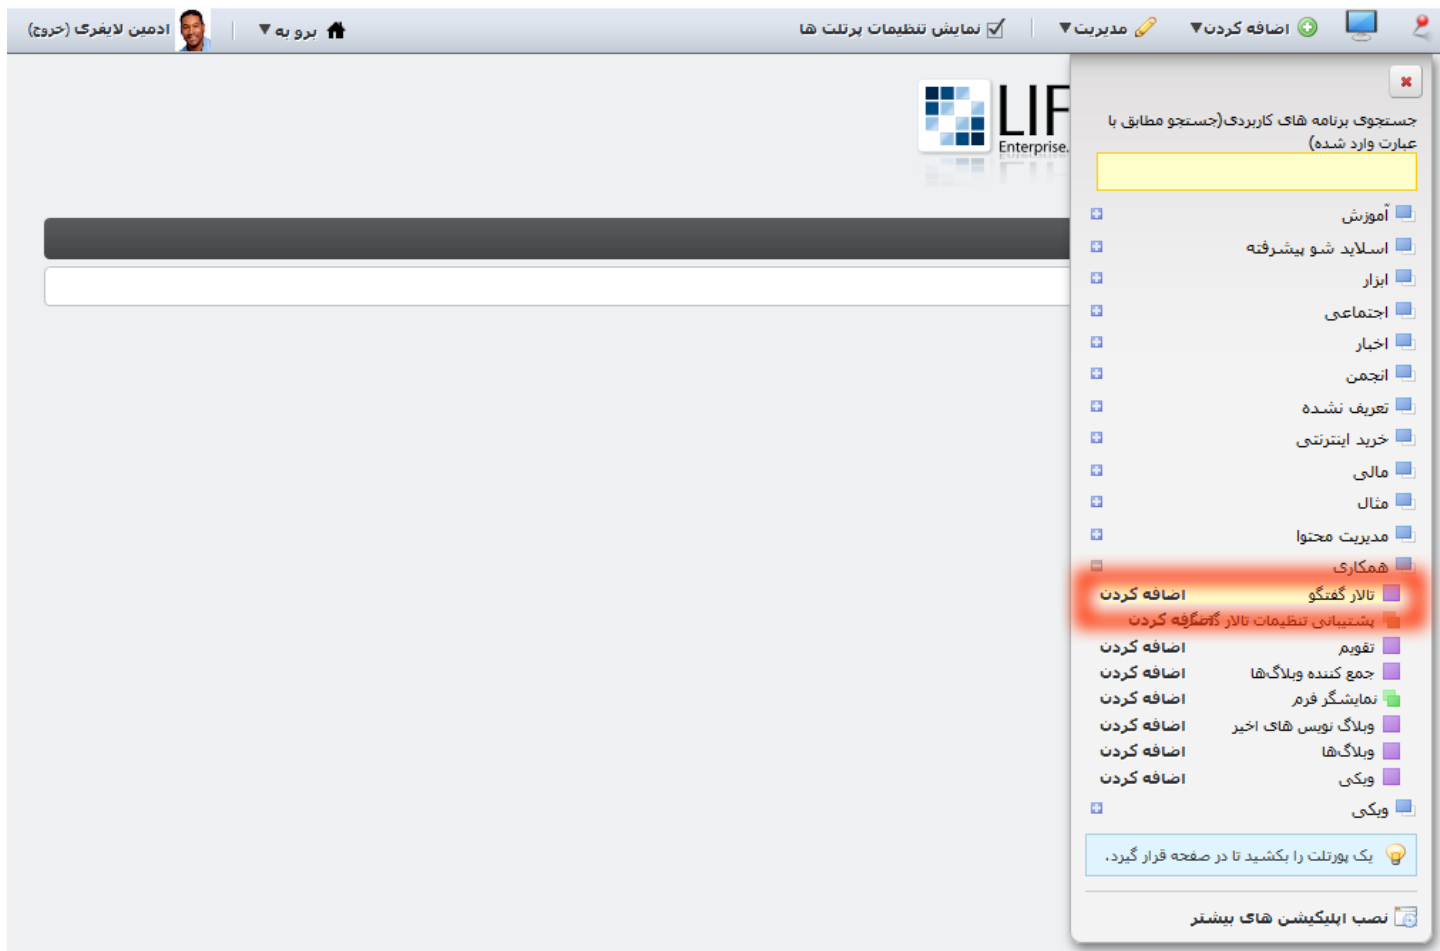 اضافه کردن▼
مدیریت▼
نمایش تنظیمات پرتلت ها
برو به ▼
ادمین لایفری (خروج)
LIF
Enterprise.
جستجوی برنامه های کاربردی(جستجو مطابق با
عبارت وارد شده)
آموزش
اسلاید شو پیشرفته
ابزار
اجتماعی
اخبار
انجمن
تعریف نشده
خرید اینترنتی
مالی
مثال
مدیریت محتوا
همکاری
تالار گفتگو اضافه کردن
پشتیبانی تنظیمات تالار گفتگو اضافه کردن
تقویم اضافه کردن
جمع کننده وبلاگ‌ها اضافه کردن
نمایشگر فرم اضافه کردن
وبلاگ نویس های اخیر اضافه کردن
وبلاگ‌ها اضافه کردن
ویکی اضافه کردن
ویکی
یک پورتلت را بکشید تا در صفحه قرار گیرد.
نصب اپلیکیشن های بیشتر